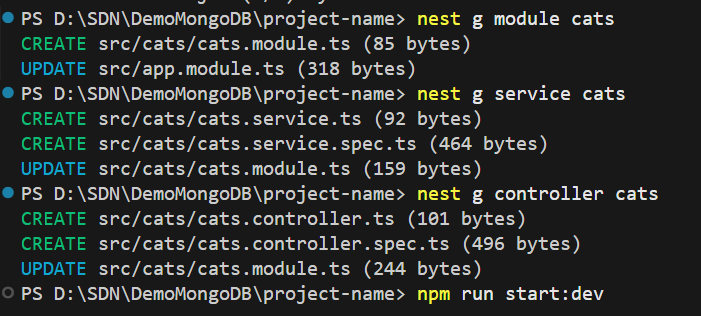 PS D:\SDN\DemoMongoDB\project-name> nest g module cats
CREATE src/cats/cats.module.ts (85 bytes)
UPDATE src/app.module.ts (318 bytes)
PS D:\SDN\DemoMongoDB\project-name> nest g service cats
CREATE src/cats/cats.service.ts (92 bytes)
CREATE src/cats/cats.service.spec.ts (464 bytes)
UPDATE src/cats/cats.module.ts (159 bytes)
PS D:\SDN\DemoMongoDB\project-name> nest g controller cats
CREATE src/cats/cats.controller.ts (101 bytes)
CREATE src/cats/cats.controller.spec.ts (496 bytes)
UPDATE src/cats/cats.module.ts (244 bytes)
PS D:\SDN\DemoMongoDB\project-name> npm run start:dev